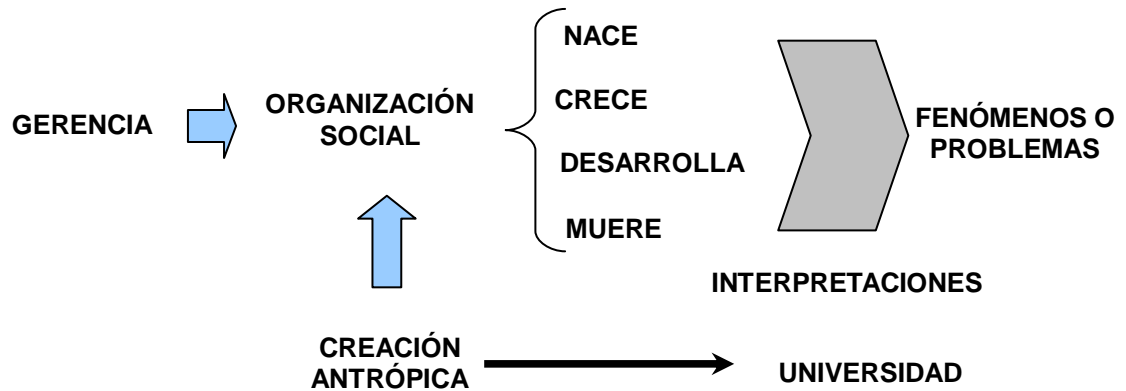 GERENCIA
ORGANIZACIÓN
SOCIAL
NACE
CRECE
DESARROLLA
MUERE
FENÓMENOS O
PROBLEMAS
INTERPRETACIONES
CREACIÓN
ANTRÓPICA
UNIVERSIDAD